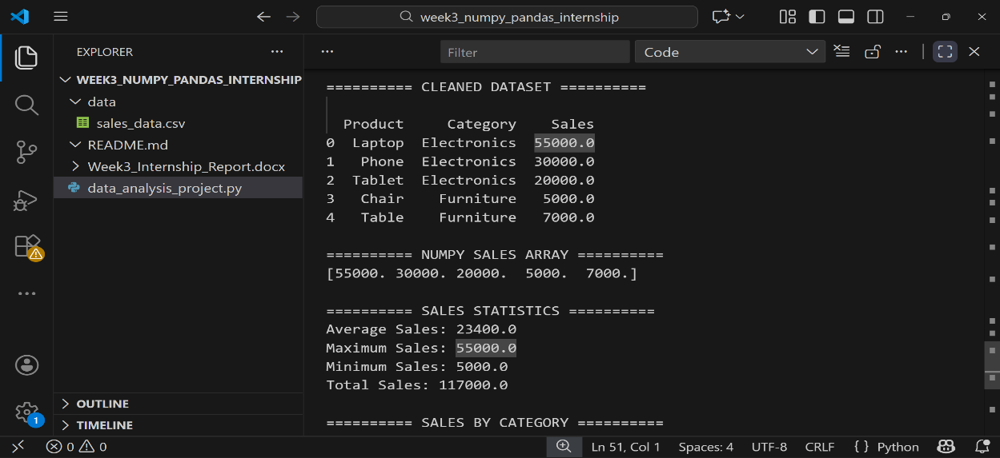 week3_numpy_pandas_internship
EXPLORER
Filter
Code
WEEK3_NUMPY_PANDAS_INTERNSHIP
data
sales_data.csv
README.md
Week3_Internship_Report.docx
data_analysis_project.py
OUTLINE
TIMELINE
1
========== CLEANED DATASET ==========
Product     Category    Sales
0  Laptop  Electronics  55000.0
1   Phone  Electronics  30000.0
2  Tablet  Electronics  20000.0
3   Chair    Furniture   5000.0
4   Table    Furniture   7000.0
========== NUMPY SALES ARRAY ==========
[55000. 30000. 20000.  5000.  7000.]
========== SALES STATISTICS ==========
Average Sales: 23400.0
Maximum Sales: 55000.0
Minimum Sales: 5000.0
Total Sales: 117000.0
========== SALES BY CATEGORY ==========
0 0 Ln 51, Col 1 Spaces: 4 UTF-8 CRLF {} Python